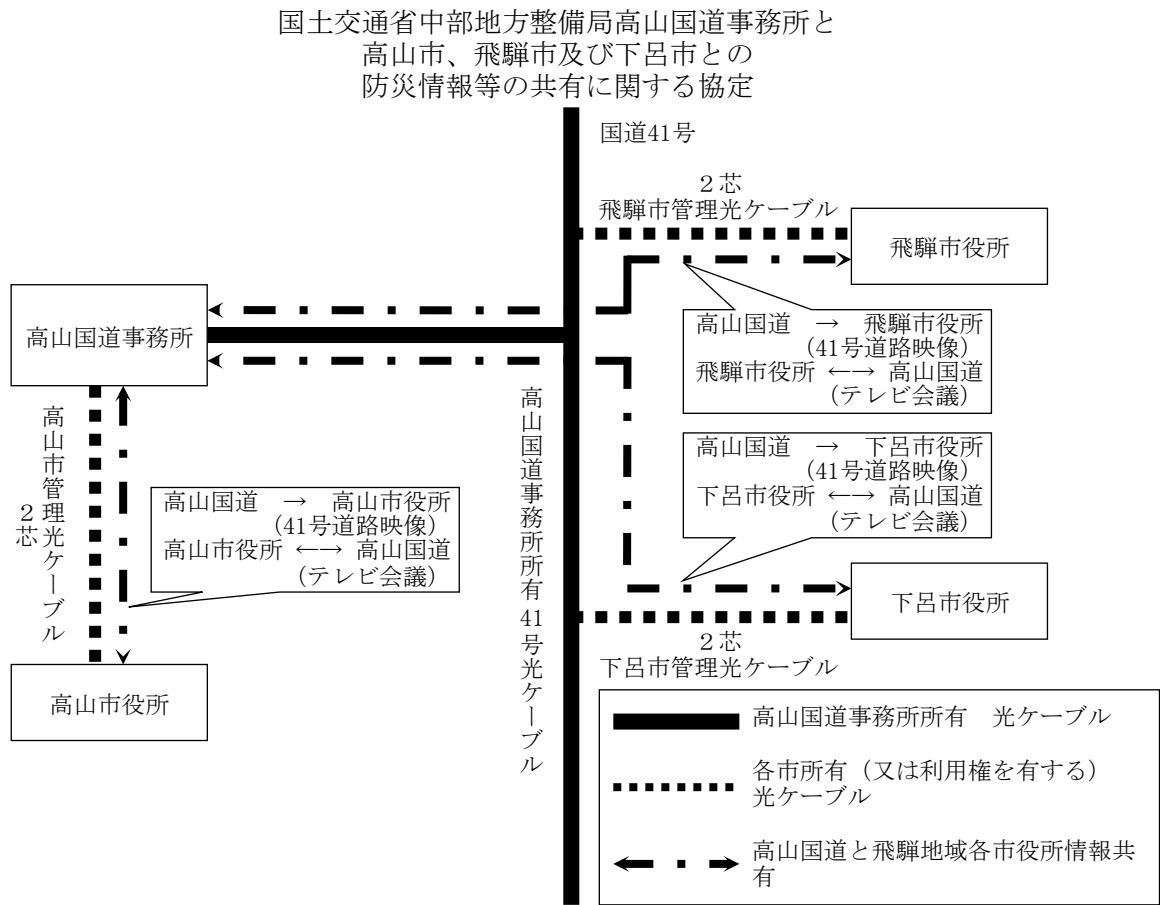 国土交通省中部地方整備局高山国道事務所と
高山市、飛騨市及び下呂市との
防災情報等の共有に関する協定
国道41号
２芯
飛騨市管理光ケーブル
飛騨市役所
高山国道事務所
高山国道　→　飛騨市役所
(41号道路映像)
飛騨市役所 ←→ 高山国道
(テレビ会議)
高山市管理光ケーブル
２芯
高山国道事務所所有 41号光ケーブル
高山国道　→　下呂市役所
(41号道路映像)
下呂市役所 ←→ 高山国道
(テレビ会議)
高山国道　→　高山市役所
(41号道路映像)
高山市役所 ←→ 高山国道
(テレビ会議)
下呂市役所
２芯
下呂市管理光ケーブル
高山市役所
高山国道事務所所有　光ケーブル
各市所有（又は利用権を有する）
光ケーブル
高山国道と飛騨地域各市役所情報共
有